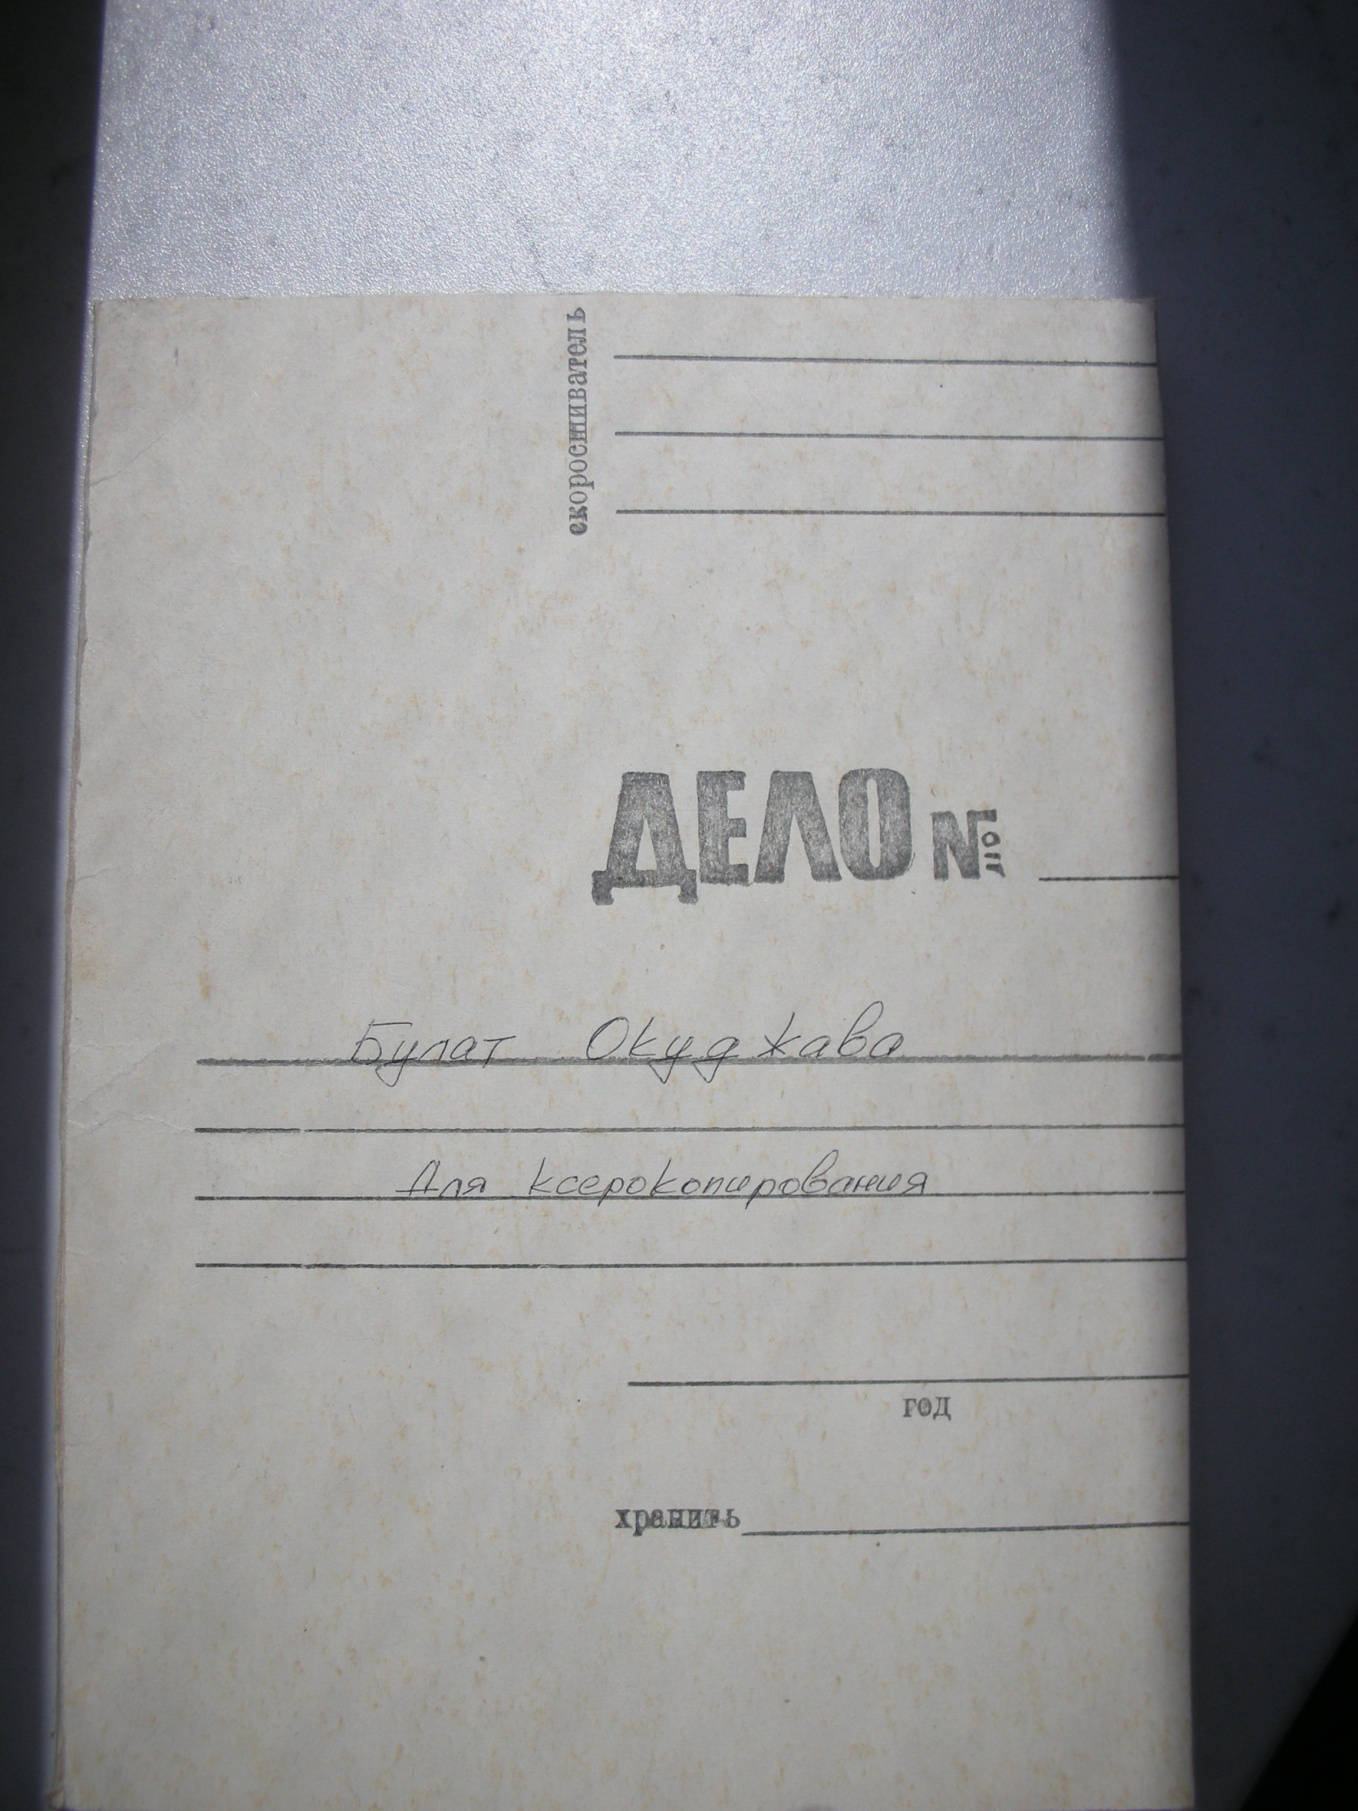 скоросшиватель
ДЕЛО №
Булат Окуджава
Для ксерокопирования
год
хранить